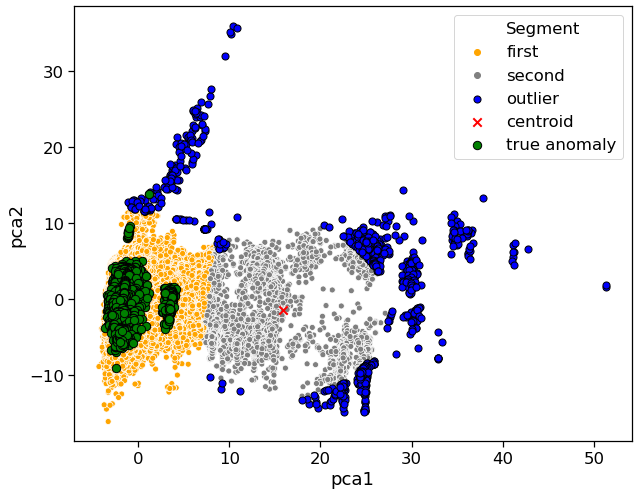 Segment
first
second
outlier
centroid
true anomaly
30
20
10
0
−10
pca2
0
10
20
30
40
50
pca1